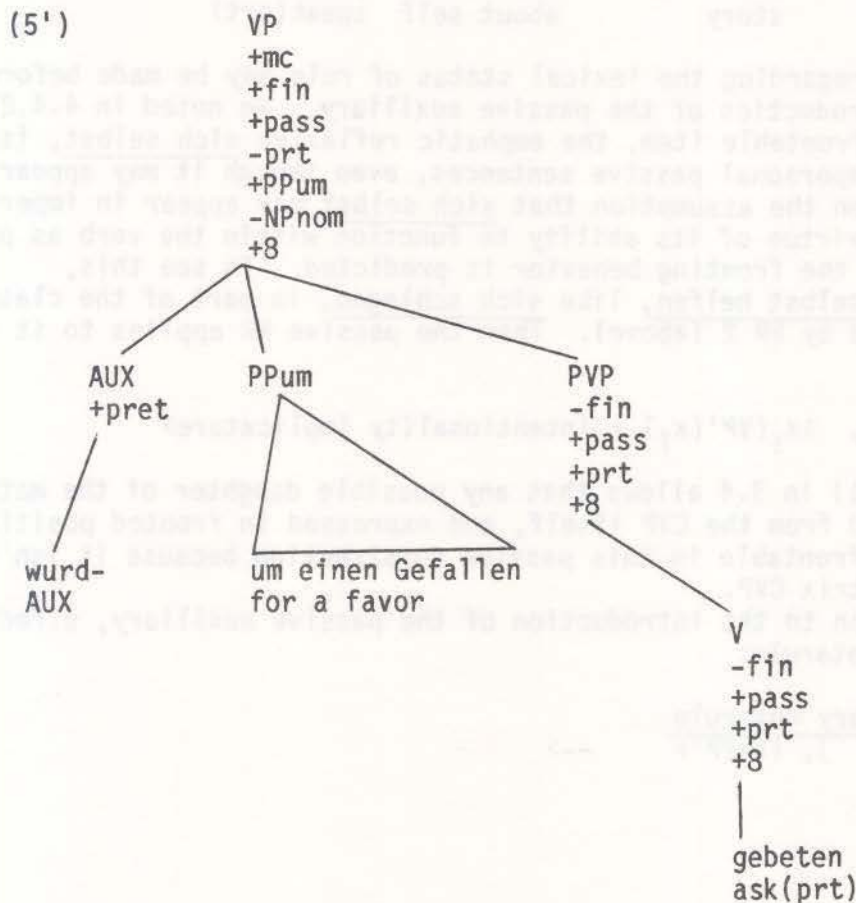 (5') VP
+mc
+fin
+pass
-prt
+PPum
-NPnom
+8
AUX PPum PVP
+pret -fin
+pass
+prt
+8
wurd- um einen Gefallen
AUX for a favor
V
-fin
+pass
+prt
+8
gebeten
ask(prt)